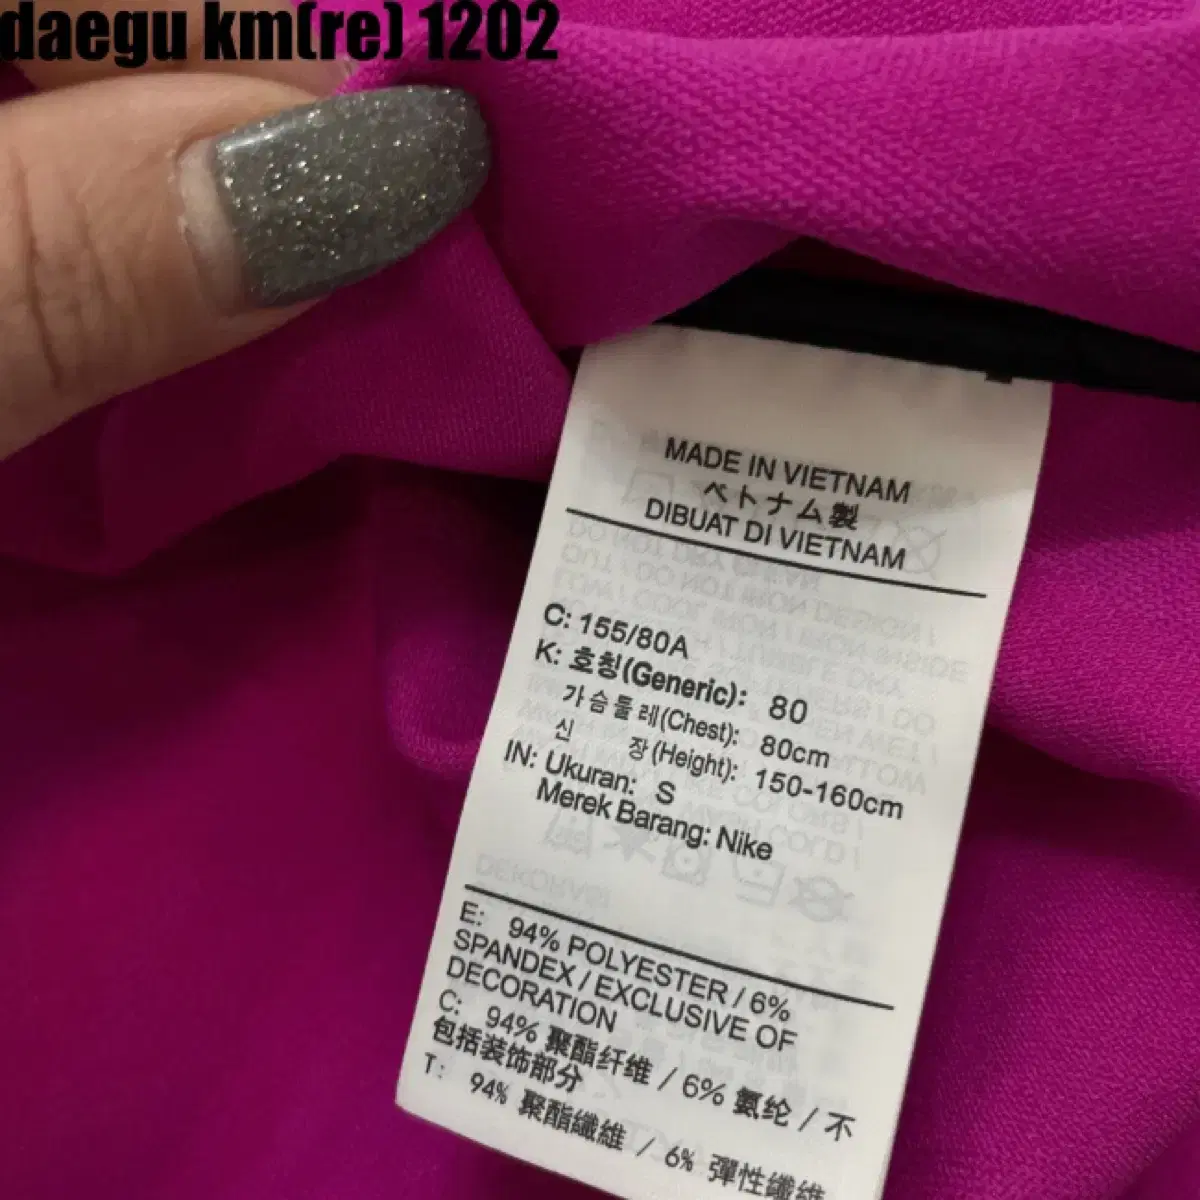 daegu km(re) 1202
MADE IN VIETNAM
ベトナム製
DIBUAT DI VIETNAM
C: 155/80A
K: 호칭(Generic): 80
가슴둘레(Chest): 80cm
신 장(Height): 150-160cm
IN: Ukuran: S
Merek Barang: Nike
E: 94% POLYESTER / 6%
SPANDEX / EXCLUSIVE OF
DECORATION
C: 94% 聚酯纤维 / 6% 氨纶 / 不
包括装饰部分
T: 94% 聚酯纖維 / 6% 彈性纖維